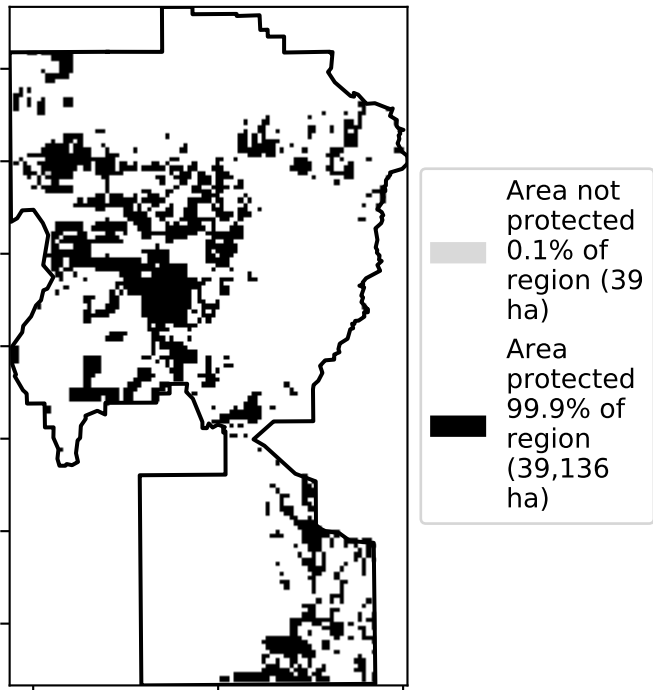 Area not
protected
0.1% of
region (39
ha)
Area
protected
99.9% of
region
(39,136
ha)